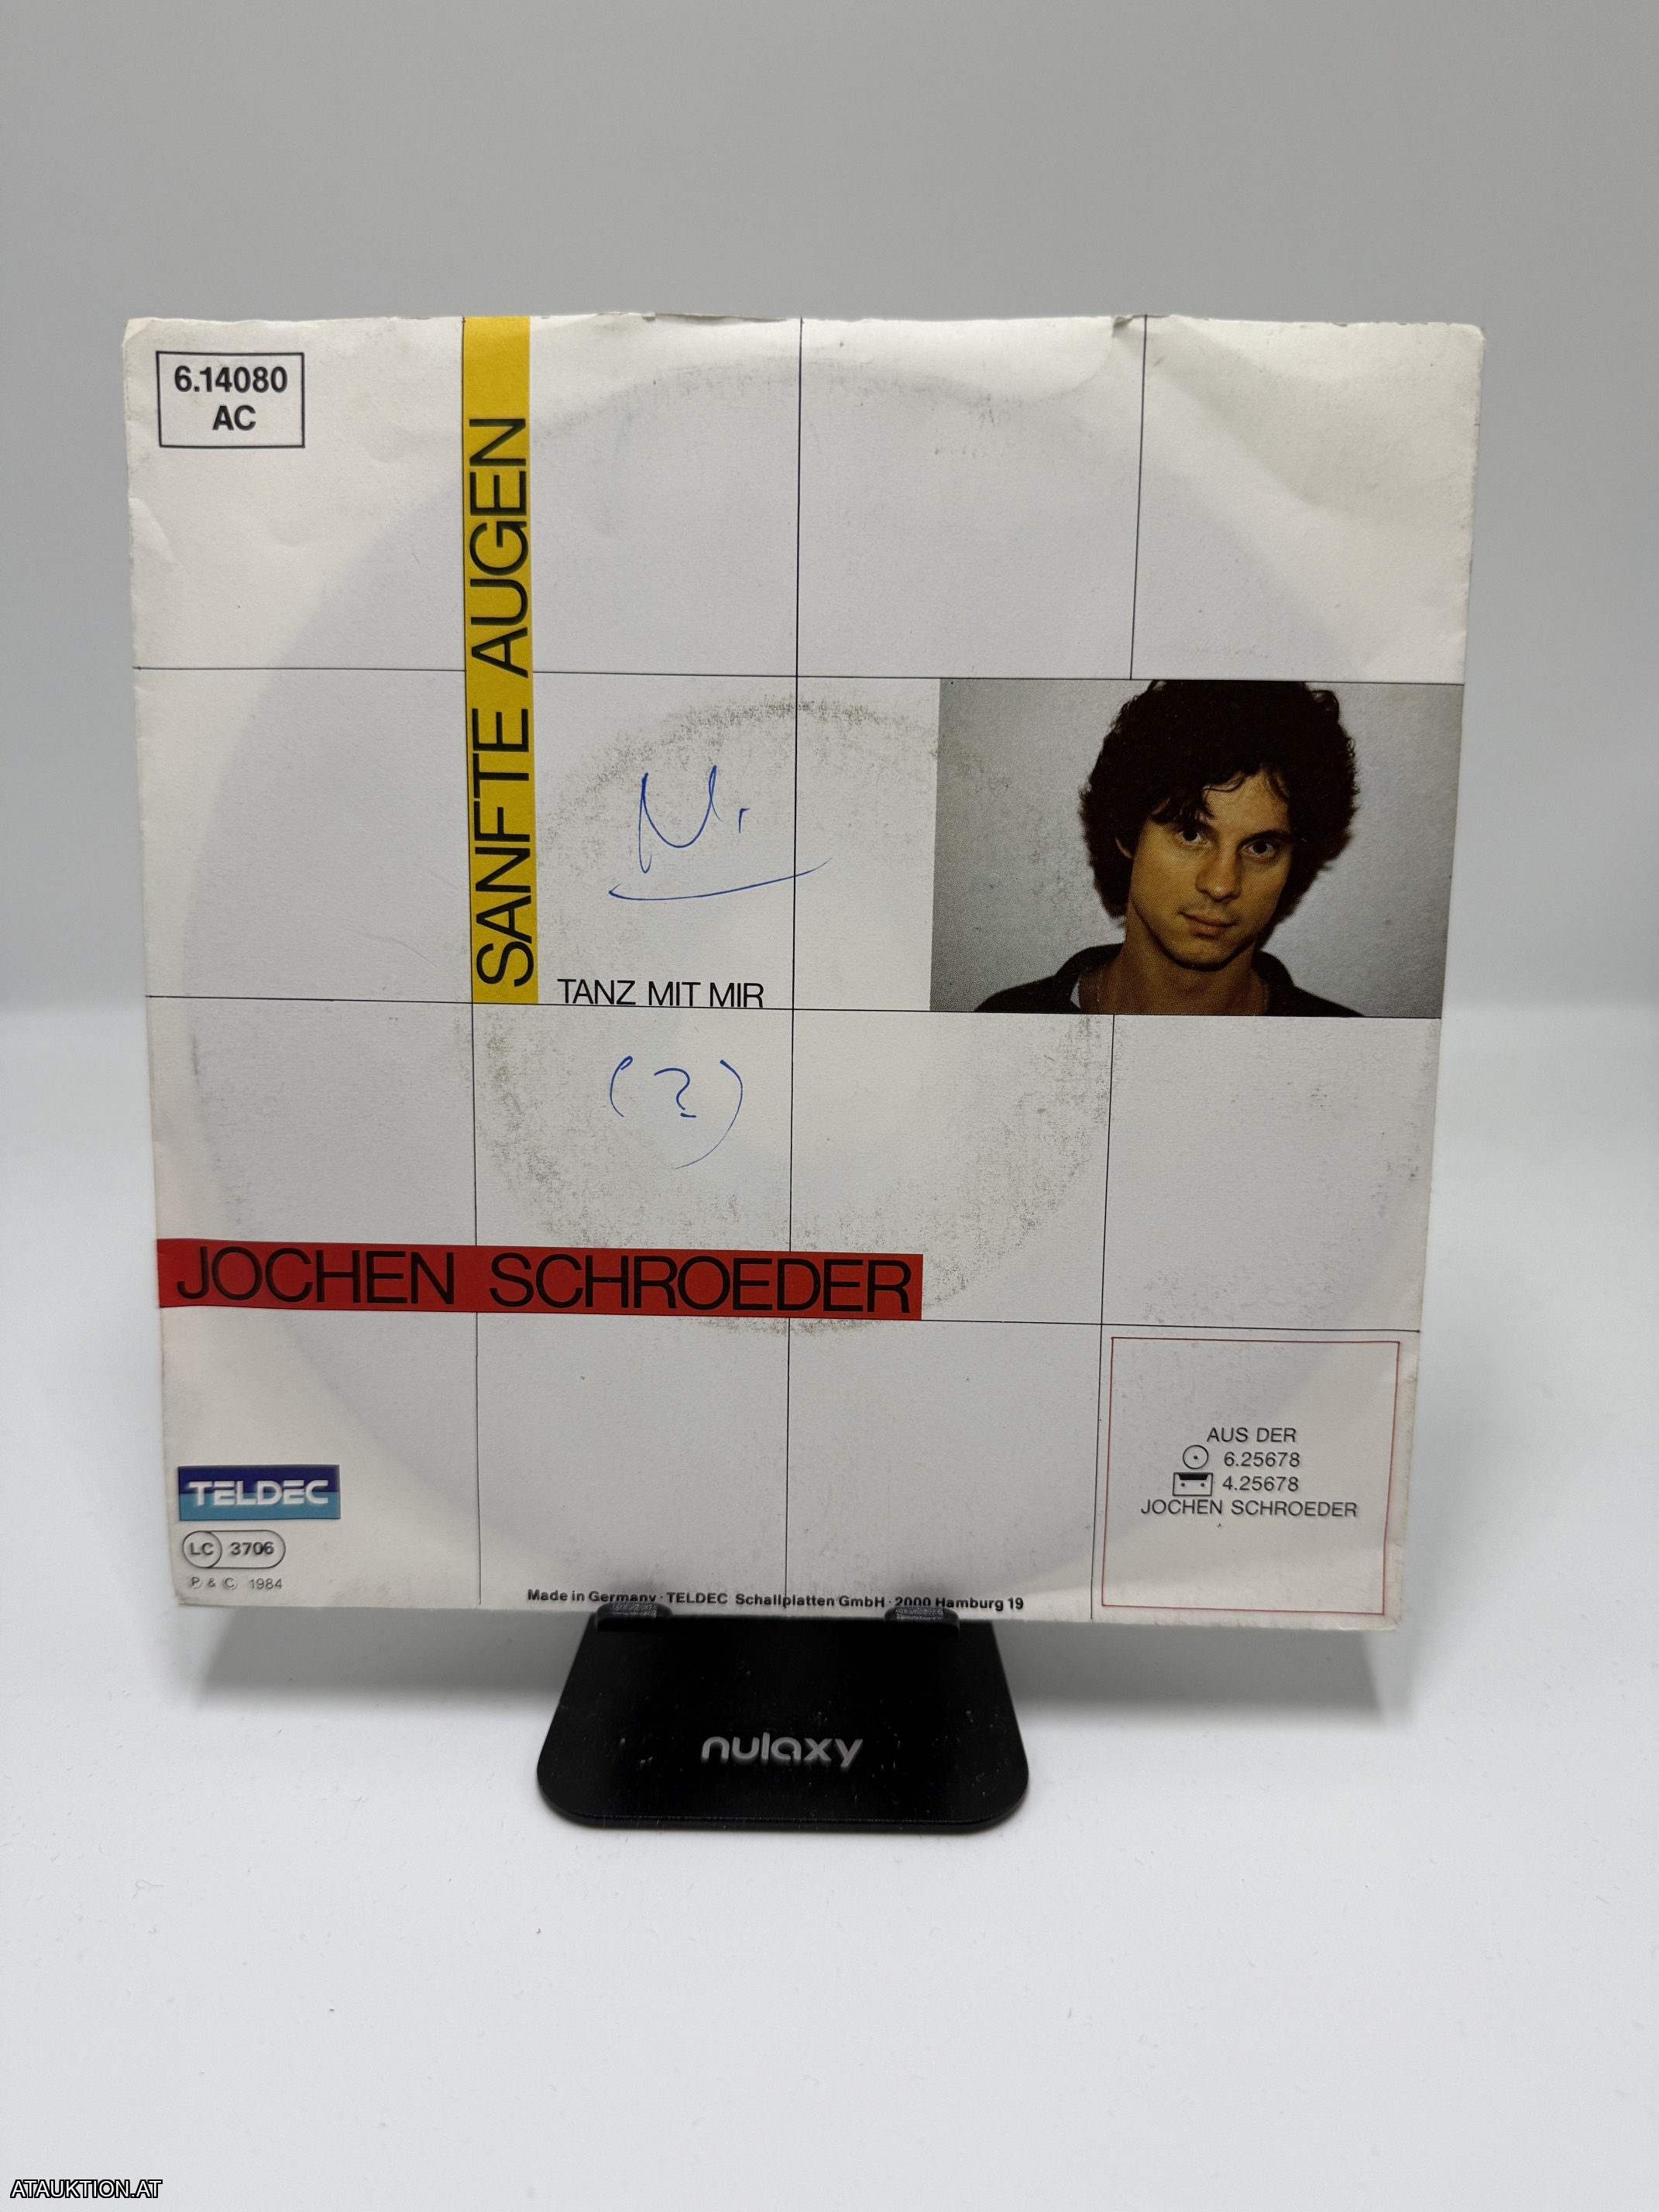 6.14080
AC
SANFTE AUGEN
N.
TANZ MIT MIR
(?)
JOCHEN SCHROEDER
AUS DER
6.25678
4.25678
JOCHEN SCHROEDER
TELDEC
LC 3706
P & C 1984
Made in Germany · TELDEC Schallplatten GmbH · 2000 Hamburg 19
nulaxy
ATAUKTION.AT